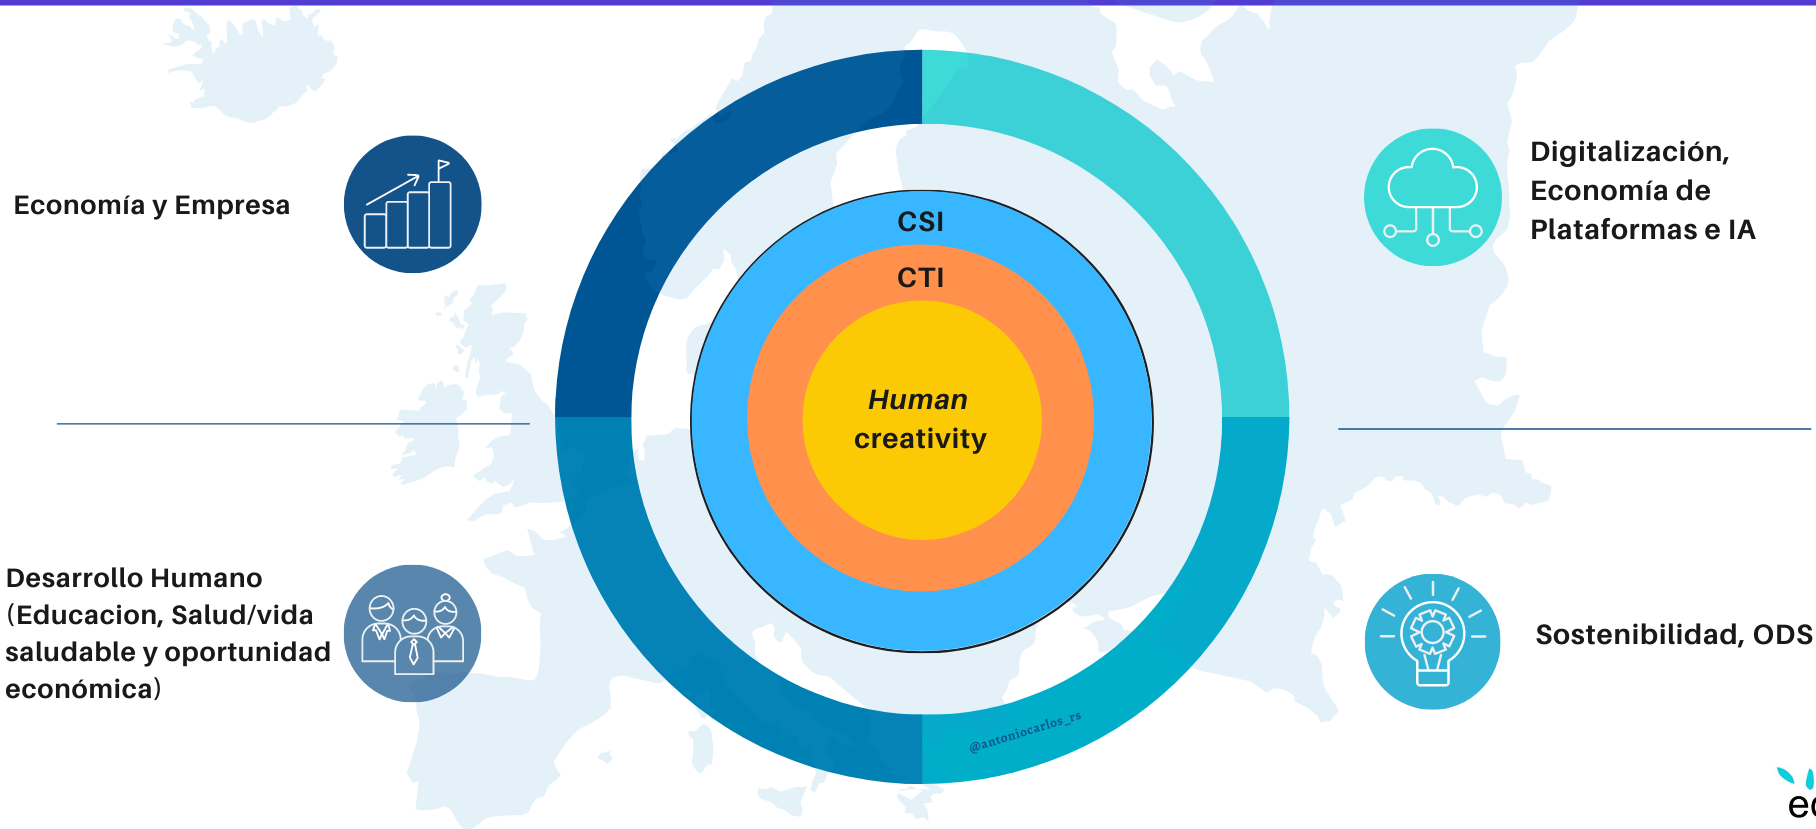 Economía y Empresa
Digitalización,
Economía de
Plataformas e IA
CSI
CTI
Human
creativity
Desarrollo Humano
(Educacion, Salud/vida
saludable y oportunidad
económica)
Sostenibilidad, ODS
@antoniocarlos_rs